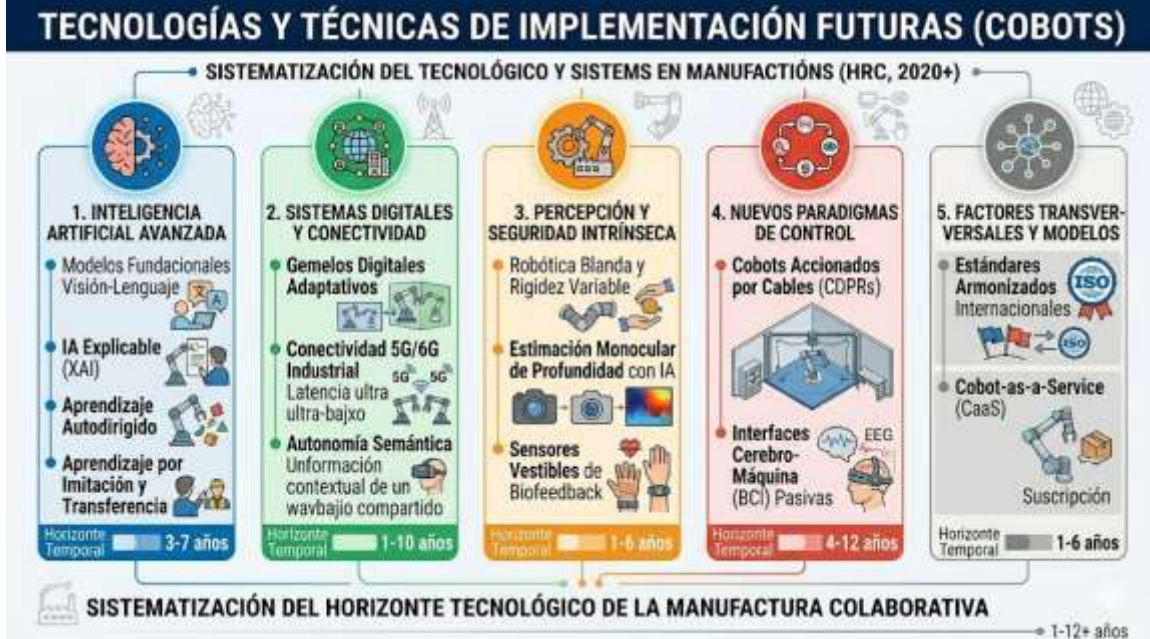 TECNOLOGÍAS Y TÉCNICAS DE IMPLEMENTACIÓN FUTURAS (COBOTS)
SISTEMATIZACIÓN DEL TECNOLÓGICO Y SISTEMS EN MANUFACTIÓNS (HRC, 2020+)
1. INTELIGENCIA
ARTIFICIAL AVANZADA
Modelos Fundacionales
Visión-Lenguaje
A
IA Explicable
(XAI)
Aprendizaje
Autodirigido
Aprendizaje por
Imitación y
Transferencia
Horizonte
Temporal
3-7 años
2. SISTEMAS DIGITALES
Y CONECTIVIDAD
Gemelos Digitales
Adaptativos
Conectividad 5G/6G
Industrial
5G 5G
Latencia ultra
ultra-bajxo
Autonomía Semántica
Unformación
contextual de un
wavbajio compartido
Horizonte
Temporal
1-10 años
3. PERCEPCIÓN Y
SEGURIDAD INTRÍNSECA
Robótica Blanda y
Rigidez Variable
Estimación Monocular
de Profundidad con IA
Sensores
Vestibles de
Biofeedback
Horizonte
Temporal
1-6 años
4. NUEVOS PARADIGMAS
DE CONTROL
Cobots Accionados
por Cables (CDPRs)
Interfaces
Cerebro-
Máquina
(BCI) Pasivas
EEG
Horizonte
Temporal
4-12 años
5. FACTORES TRANSVER-
VERSALES Y MODELOS
Estándares
Armonizados
Internacionales
ISO
ISO
Cobot-as-a-Service
(CaaS)
Suscripción
Horizonte
Temporal
1-6 años
SISTEMATIZACIÓN DEL HORIZONTE TECNOLÓGICO DE LA MANUFACTURA COLABORATIVA
1-12+ años